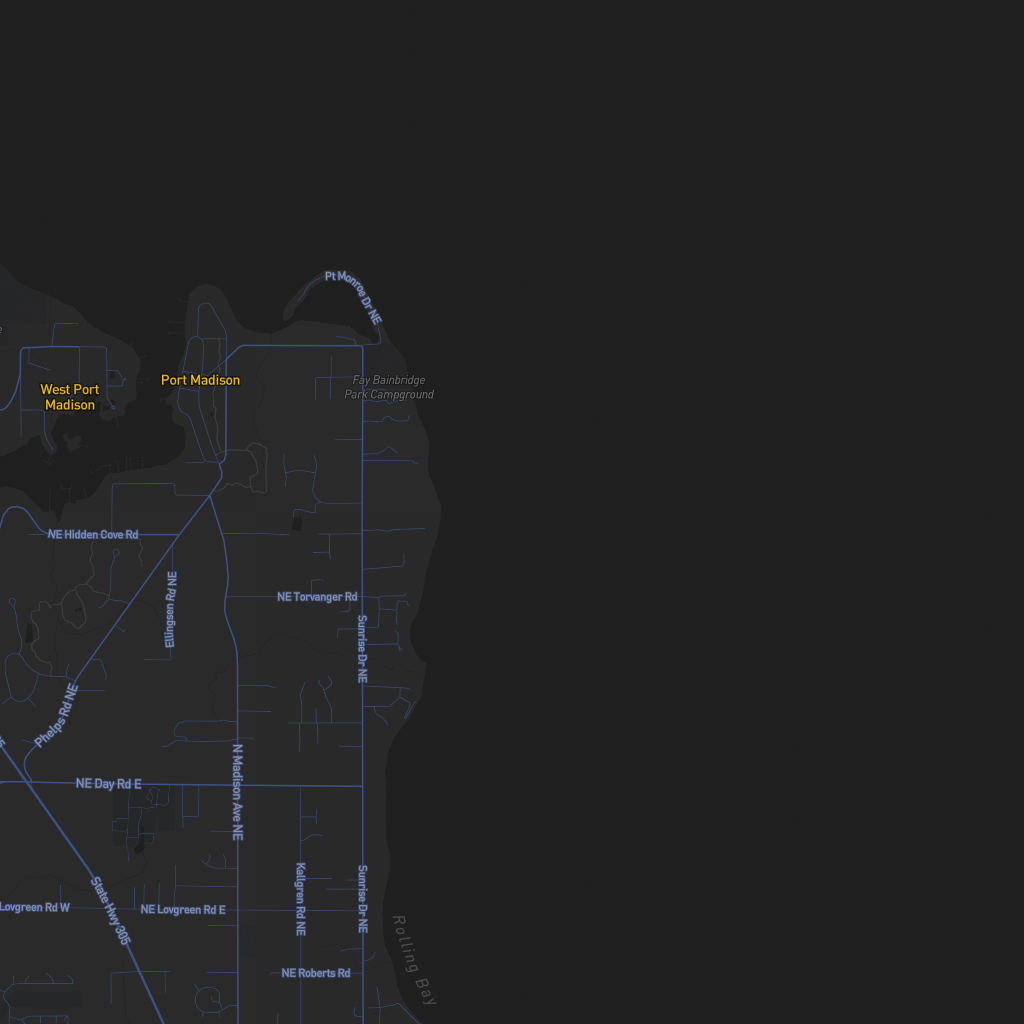 Pt Monroe Dr NE
Port Madison
West Port
Madison
Fay Bainbridge
Park Campground
NE Hidden Cove Rd
Ellingsen Rd NE
NE Torvanger Rd
Sunrise Dr NE
Phelps Rd NE
N Madison Ave NE
NE Day Rd E
Kallgren Rd NE
Sunrise Dr NE
State Hwy 305
Lovgreen Rd W
NE Lovgreen Rd E
Rolling Bay
NE Roberts Rd